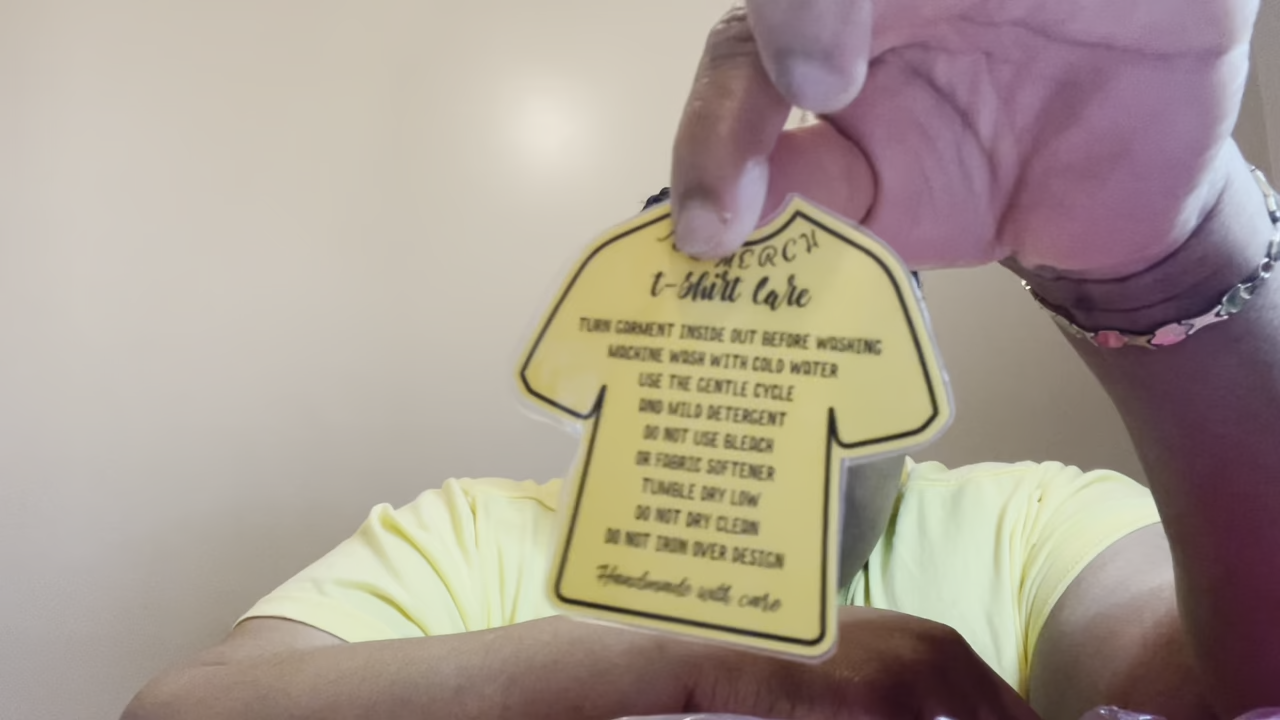 MERCH
t-Shirt Care
TURN GARMENT INSIDE OUT BEFORE WASHING
MACHINE WASH WITH COLD WATER
USE THE GENTLE CYCLE
AND MILD DETERGENT
DO NOT USE BLEACH
OR FABRIC SOFTENER
TUMBLE DRY LOW
DO NOT DRY CLEAN
DO NOT IRON OVER DESIGN
Handmade with care